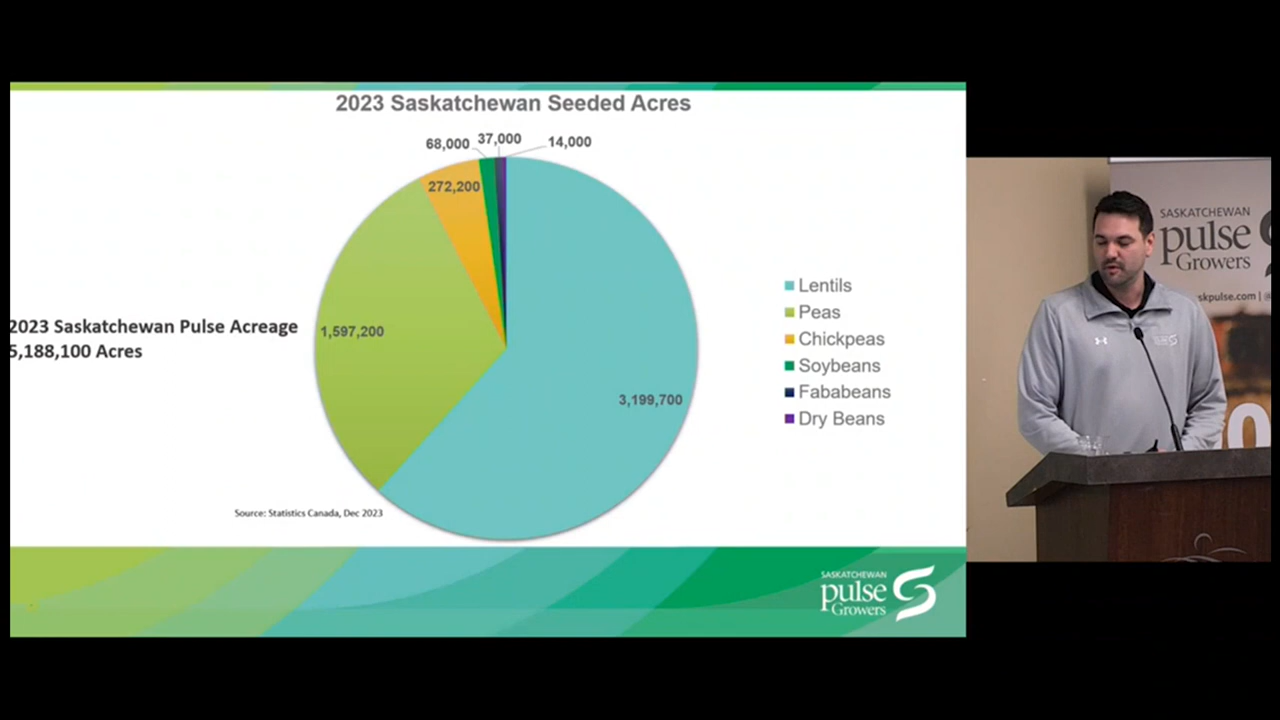 2023 Saskatchewan Seeded Acres
68,000
37,000
14,000
272,200
1,597,200
3,199,700
2023 Saskatchewan Pulse Acreage
5,188,100 Acres
Lentils
Peas
Chickpeas
Soybeans
Fababeans
Dry Beans
Source: Statistics Canada, Dec 2023
SASKATCHEWAN
pulse
Growers
SASKATCHEWAN
pulse
Growers
skpulse.com |